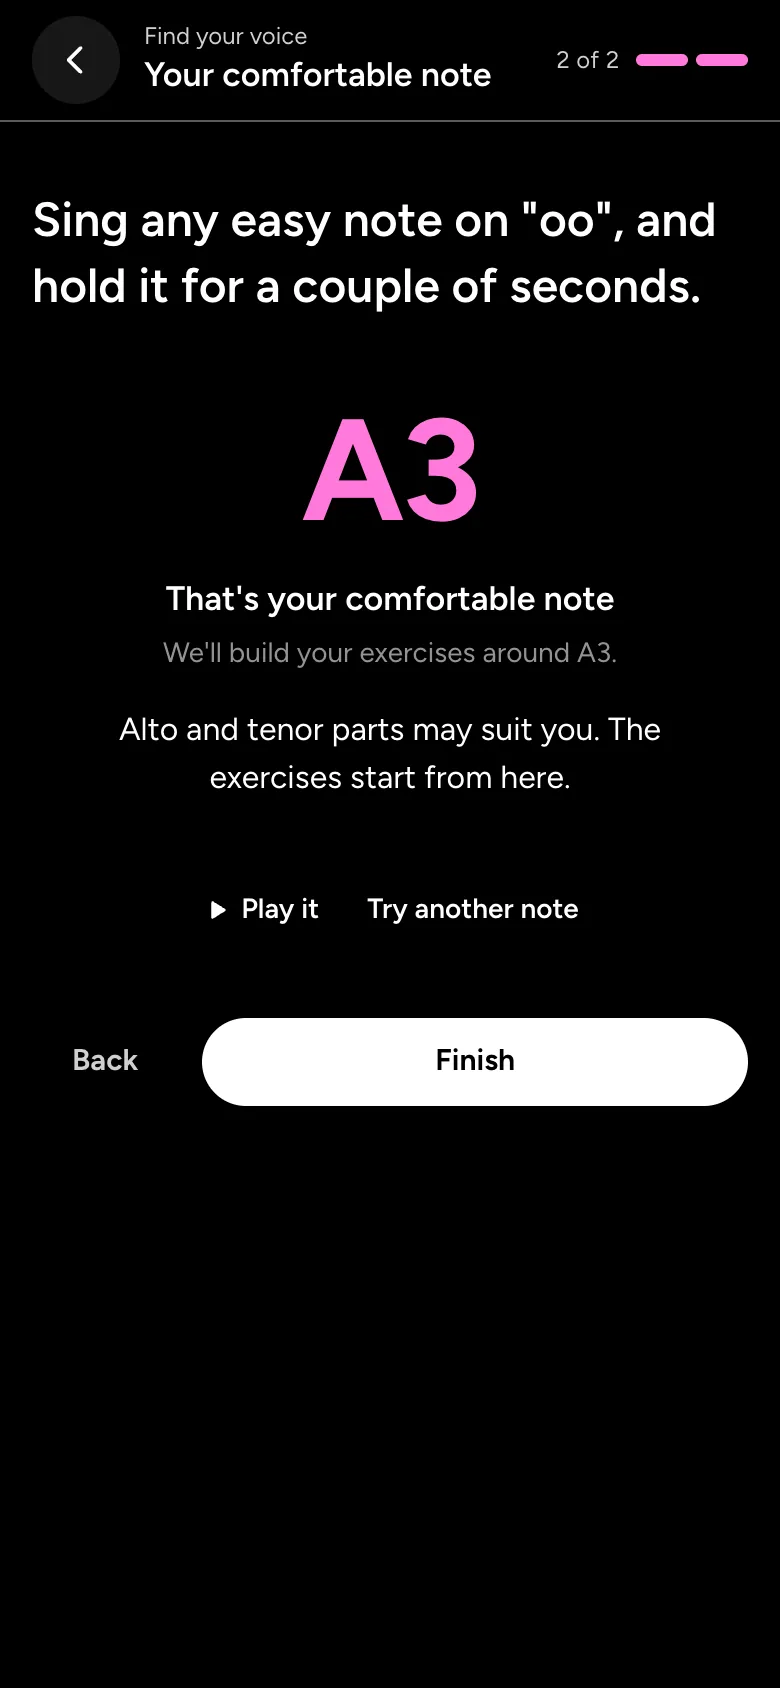 Find your voice
Your comfortable note
2 of 2
Sing any easy note on "oo", and
hold it for a couple of seconds.
A3
That's your comfortable note
We'll build your exercises around A3.
Alto and tenor parts may suit you. The
exercises start from here.
Play it
Try another note
Back
Finish